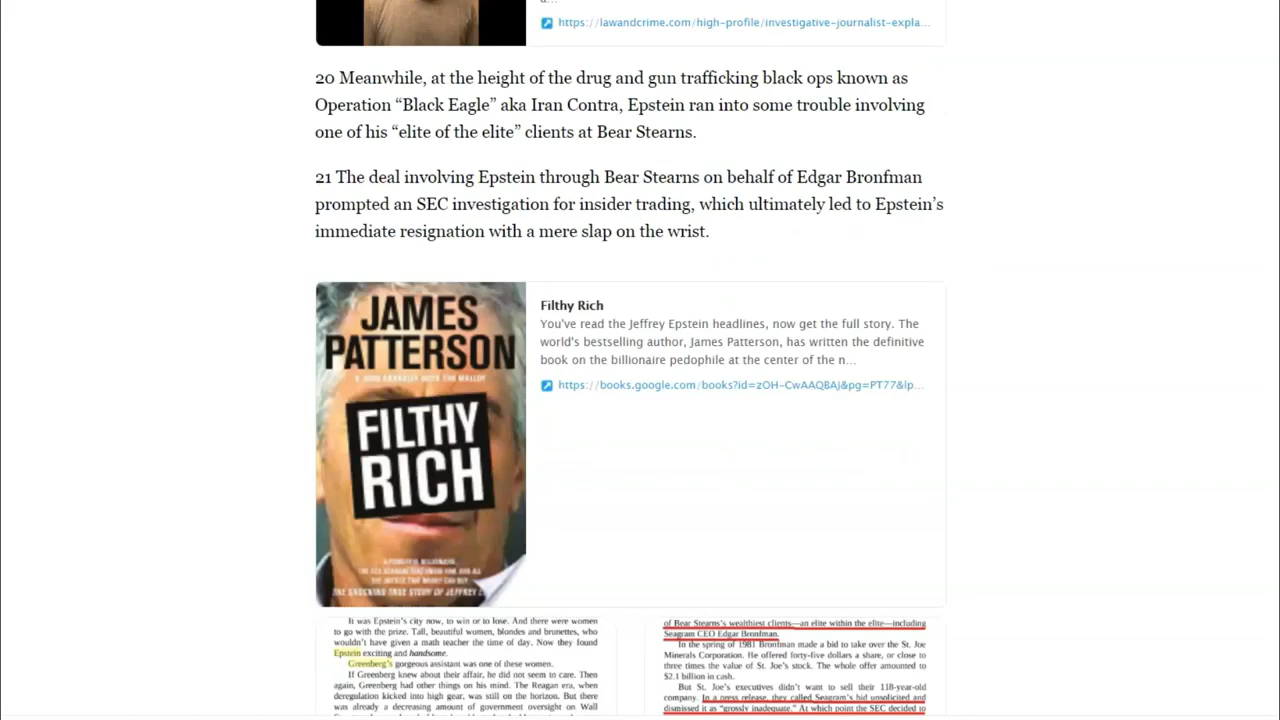 a...
https://lawandcrime.com/high-profile/investigative-journalist-expla...
20 Meanwhile, at the height of the drug and gun trafficking black ops known as
Operation “Black Eagle” aka Iran Contra, Epstein ran into some trouble involving
one of his “elite of the elite” clients at Bear Stearns.
21 The deal involving Epstein through Bear Stearns on behalf of Edgar Bronfman
prompted an SEC investigation for insider trading, which ultimately led to Epstein’s
immediate resignation with a mere slap on the wrist.
JAMES
PATTERSON
FILTHY
RICH
Filthy Rich
You've read the Jeffrey Epstein headlines, now get the full story. The
world's bestselling author, James Patterson, has written the definitive
book on the billionaire pedophile at the center of the n...
https://books.google.com/books?id=zOH-CwAAQBAJ&pg=PT77&lp...
It was Epstein's city now, to win or to lose. And there were women
to go with the prize. Tall, beautiful women, blondes and brunettes, who
wouldn't have given a math teacher the time of day. Now they found
Epstein exciting and handsome.
Greenberg's gorgeous assistant was one of these women.
If Greenberg knew about their affair, he did not seem to care. Then
again, Greenberg had other things on his mind. The Reagan era, when
deregulation kicked into high gear, was still on the horizon. But there
was already a decreasing amount of government oversight on Wall
of Bear Stearns's wealthiest clients—an elite within the elite—including
Seagram CEO Edgar Bronfman.
In the spring of 1981 Bronfman made a bid to take over the St. Joe
Minerals Corporation. He offered forty-five dollars a share, or close to
three times the value of St. Joe's stock. The whole offer amounted to
$2.1 billion in cash.
But St. Joe's executives didn't want to sell their 118-year-old
company. In a press release, they called Seagram's bid unsolicited and
dismissed it as "grossly inadequate." At which point the SEC decided to